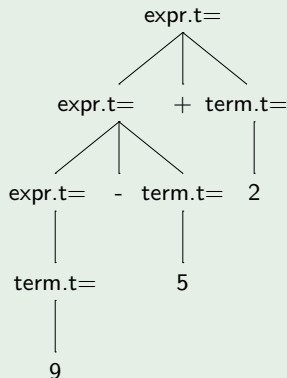 expr.t=
expr.t= + term.t=
expr.t= - term.t= 2
term.t= 5
9